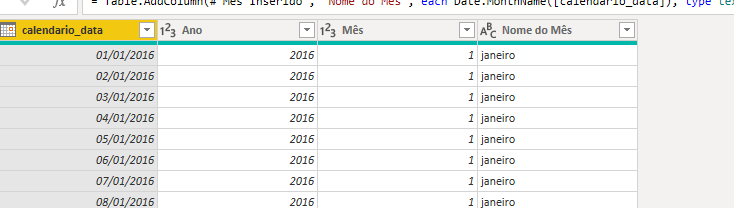 fx = Table.AddColumn(#"Mês Inserido", "Nome do Mês", each Date.MonthName([calendario_data]), type tex
calendario_data 123 Ano 123 Mês ABC Nome do Mês
01/01/2016 2016 1 janeiro
02/01/2016 2016 1 janeiro
03/01/2016 2016 1 janeiro
04/01/2016 2016 1 janeiro
05/01/2016 2016 1 janeiro
06/01/2016 2016 1 janeiro
07/01/2016 2016 1 janeiro
08/01/2016 2016 1 janeiro